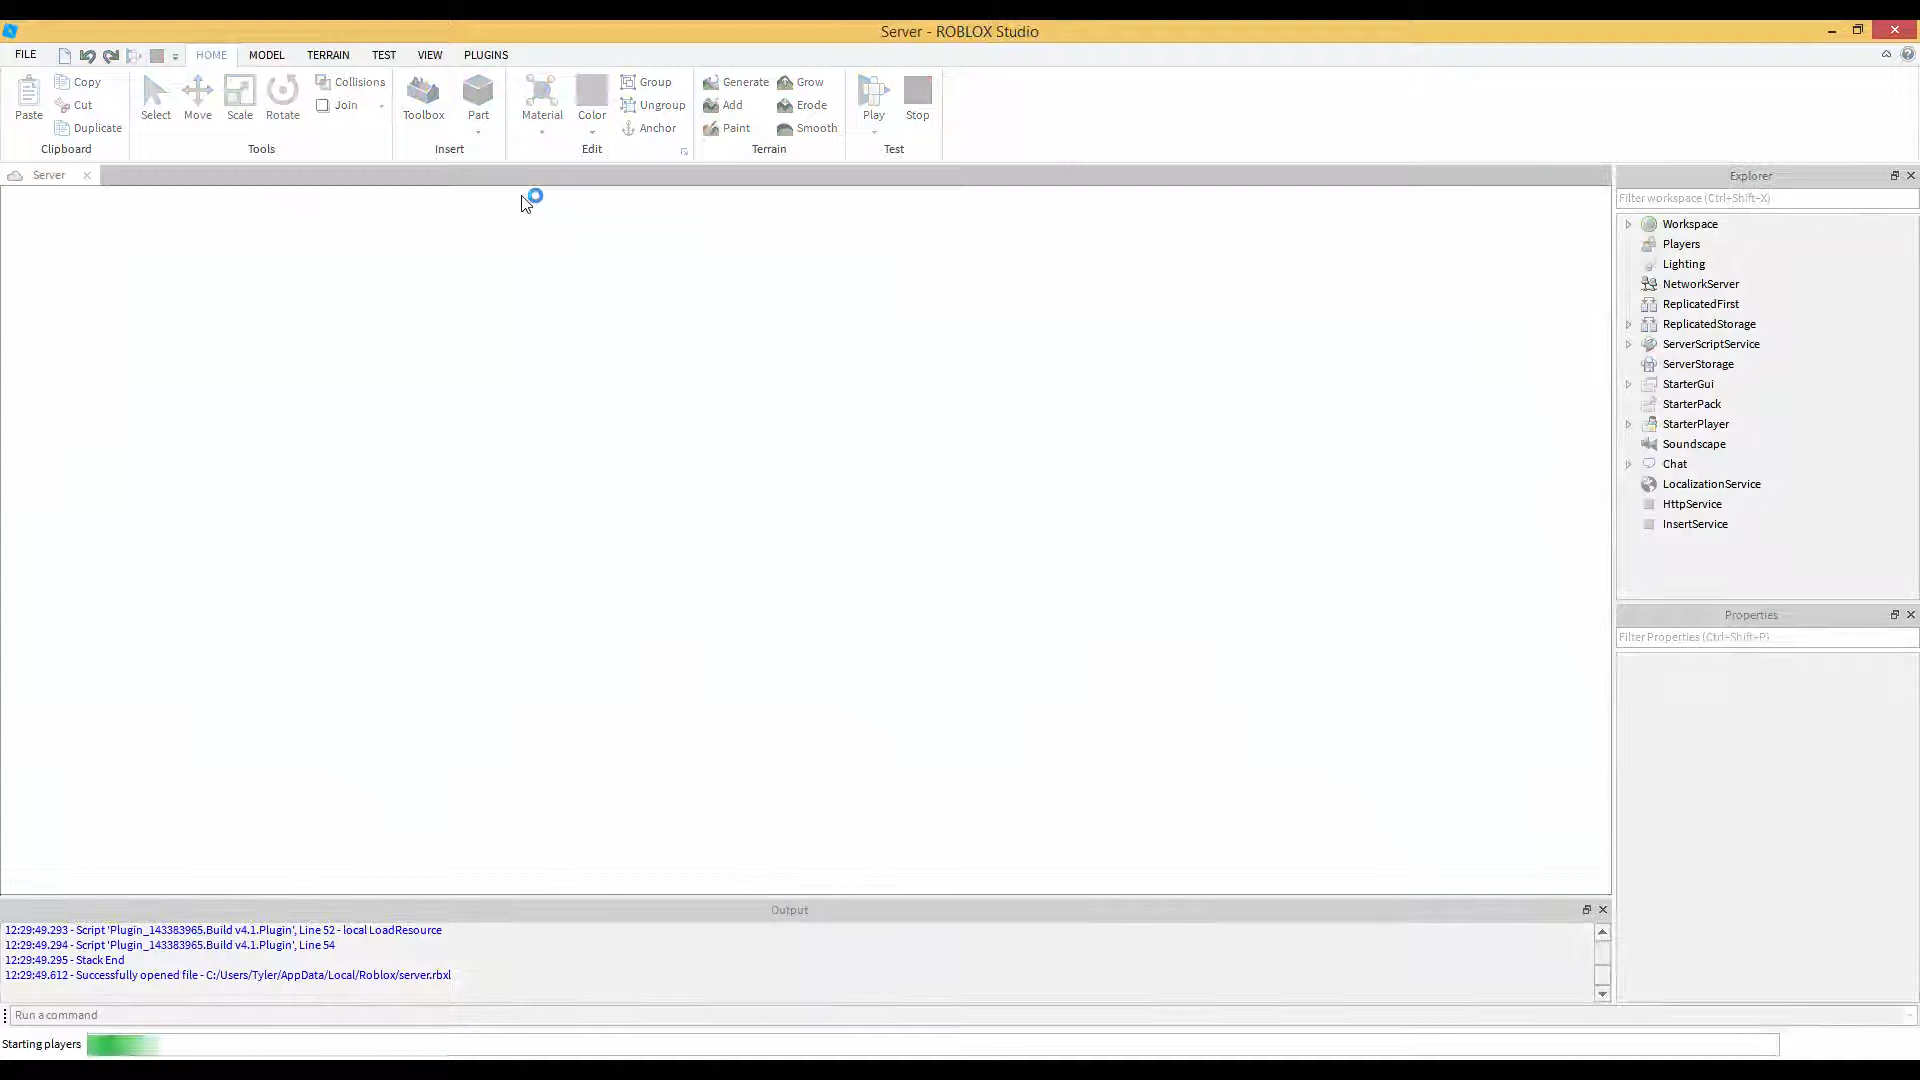 Server - ROBLOX Studio
FILE HOME MODEL TERRAIN TEST VIEW PLUGINS
Paste Copy Cut Duplicate Clipboard
Select Move Scale Rotate Collisions Join Tools
Toolbox Part Insert
Material Color Group Ungroup Anchor Edit
Generate Add Paint Grow Erode Smooth Terrain
Play Stop Test
Server
Explorer
Filter workspace (Ctrl+Shift+X)
Workspace
Players
Lighting
NetworkServer
ReplicatedFirst
ReplicatedStorage
ServerScriptService
ServerStorage
StarterGui
StarterPack
StarterPlayer
Soundscape
Chat
LocalizationService
HttpService
InsertService
Properties
Filter Properties (Ctrl+Shift+P)
Output
12:29:49.293 - Script 'Plugin_143383965.Build v4.1.Plugin', Line 52 - local LoadResource
12:29:49.294 - Script 'Plugin_143383965.Build v4.1.Plugin', Line 54
12:29:49.295 - Stack End
12:29:49.612 - Successfully opened file - C:/Users/Tyler/AppData/Local/Roblox/server.rbxl
Run a command
Starting players